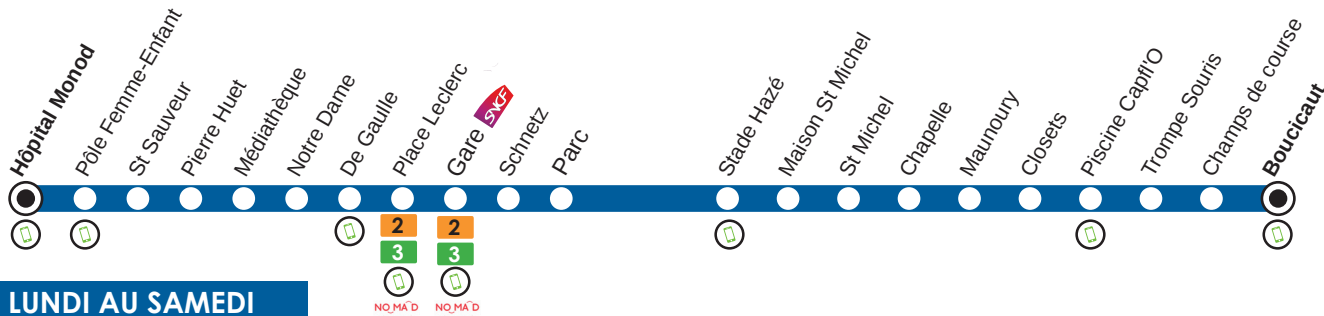 Hôpital Monod
Pôle Femme-Enfant
St Sauveur
Pierre Huet
Médiathèque
Notre Dame
De Gaulle
Place Leclerc
Gare SNCF
Schnetz
Parc
Stade Hazé
Maison St Michel
St Michel
Chapelle
Maunoury
Closets
Piscine Capfl'O
Trompe Souris
Champs de course
Boucicaut
2 2
3 3
NOMAD NOMAD
LUNDI AU SAMEDI